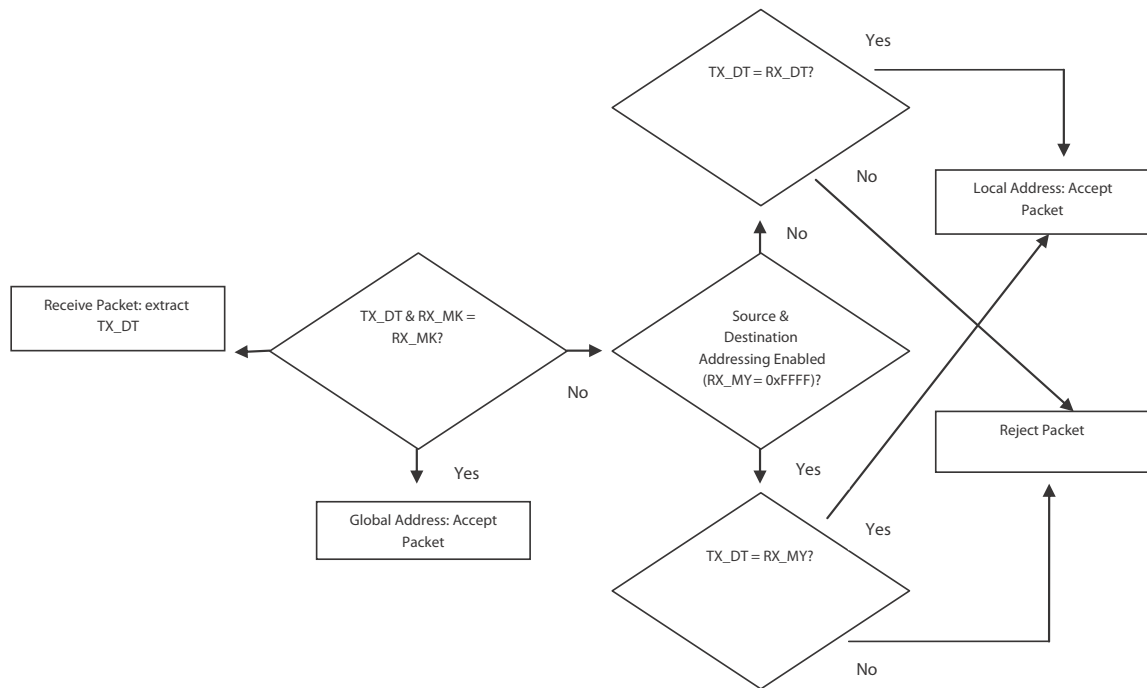 Yes
TX_DT = RX_DT?
No
Local Address: Accept
Packet
No
Receive Packet: extract
TX_DT
TX_DT & RX_MK =
RX_MK?
Source &
Destination
Addressing Enabled
(RX_MY= 0xFFFF)?
No
Reject Packet
Yes
Yes
Global Address: Accept
Packet
Yes
TX_DT = RX_MY?
No